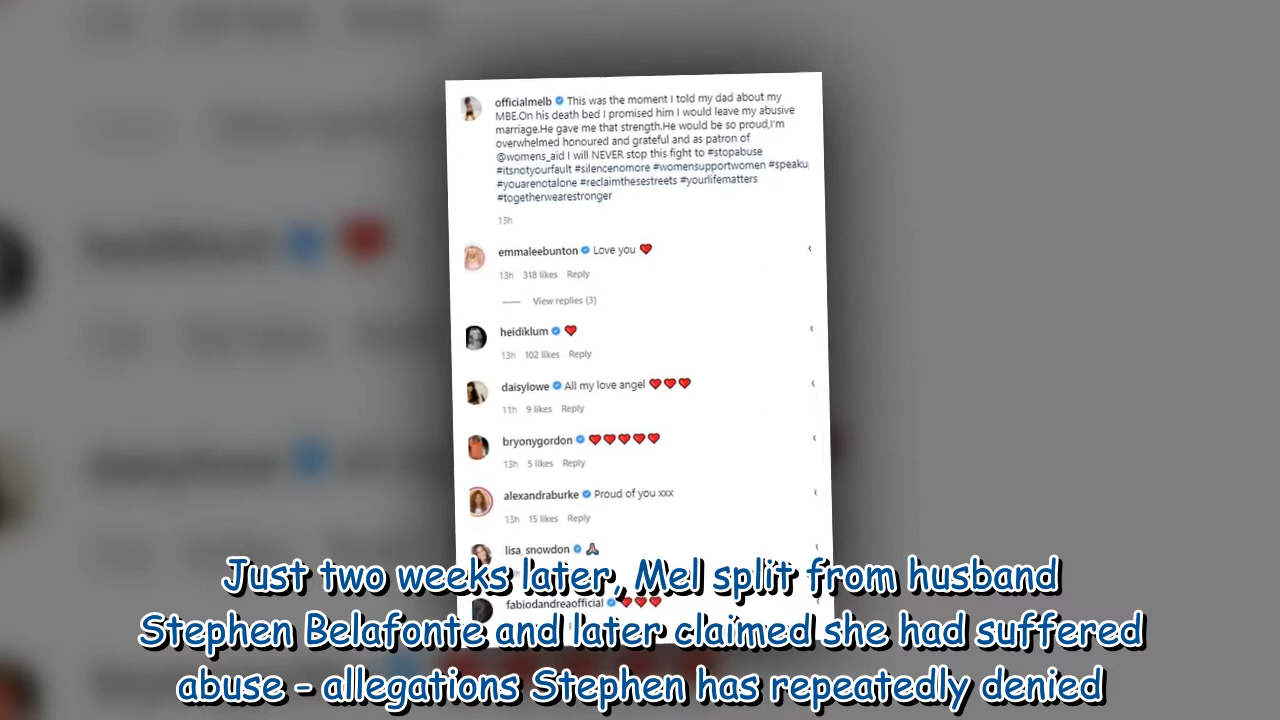 officialmelb This was the moment I told my dad about my
MBE.On his death bed I promised him I would leave my abusive
marriage.He gave me that strength.He would be so proud,I'm
overwhelmed honoured and grateful and as patron of
@womens_aid I will NEVER stop this fight to #stopabuse
#itsnotyourfault #silencenomore #womensupportwomen #speaku
#youarenotalone #reclaimthesestreets #yourlifematters
#togetherwearestronger
13h
emmaleebunton Love you ❤️
13h 318 likes Reply
View replies (3)
heidiklum ❤️
13h 102 likes Reply
daisylowe All my love angel ❤️❤️❤️
11h 9 likes Reply
bryonygordon ❤️❤️❤️❤️❤️
13h 5 likes Reply
alexandraburke Proud of you xxx
13h 15 likes Reply
lisa_snowdon 🙏🏽
fabiodandreaofficial ❤️❤️❤️
Just two weeks later, Mel split from husband
Stephen Belafonte and later claimed she had suffered
abuse - allegations Stephen has repeatedly denied